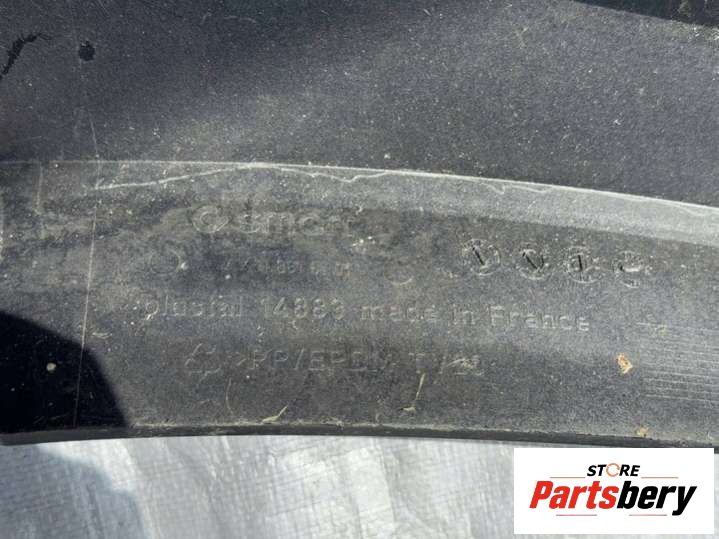 smart
plastal 14883 made in France
PP/EPDM T
STORE
Partsbery